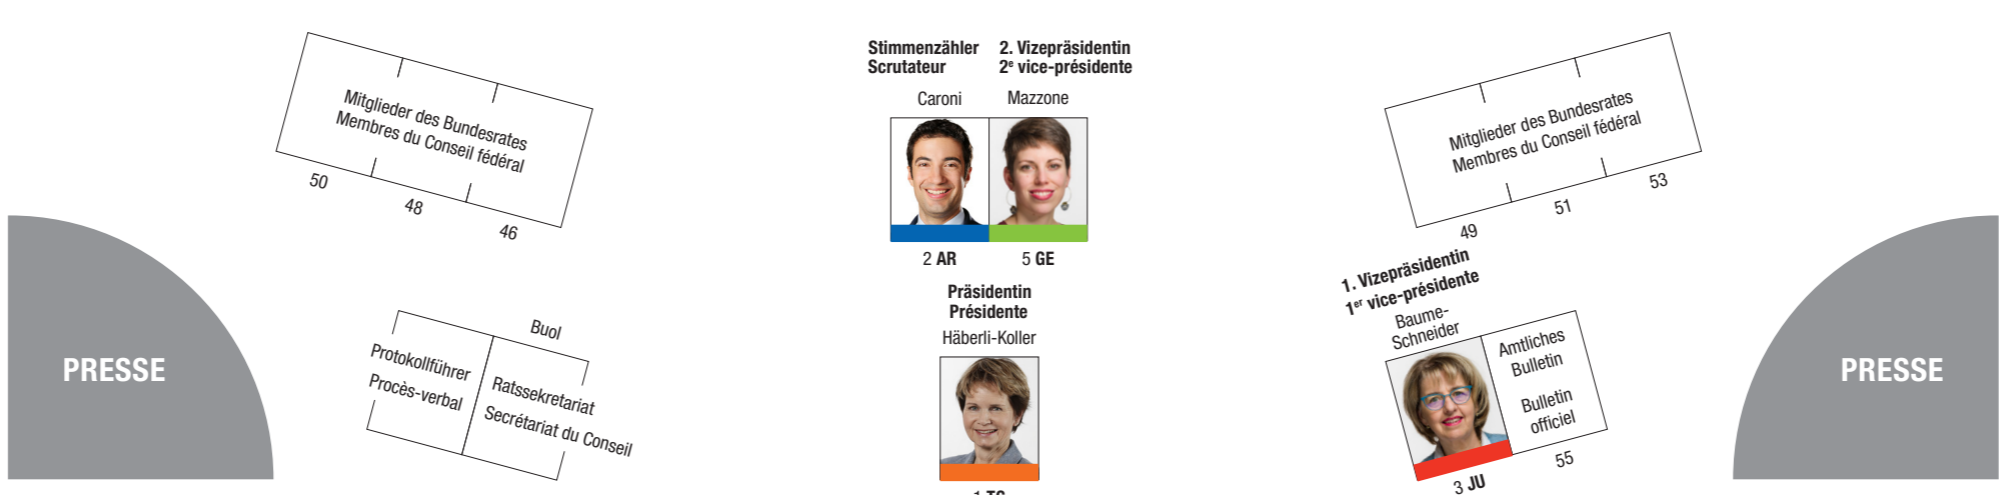 Mitglieder des Bundesrates
Membres du Conseil fédéral
50
48
46
Stimmenzähler
Scrutateur
2. Vizepräsidentin
2e vice-présidente
Caroni
Mazzone
2 AR
5 GE
Mitglieder des Bundesrates
Membres du Conseil fédéral
49
51
53
PRESSE
Protokollführer
Procès-verbal
Buol
Ratssekretariat
Secrétariat du Conseil
Präsidentin
Présidente
Häberli-Koller
1 TG
1. Vizepräsidentin
1er vice-présidente
Baume-
Schneider
3 JU
Amtliches
Bulletin
Bulletin
officiel
55
PRESSE